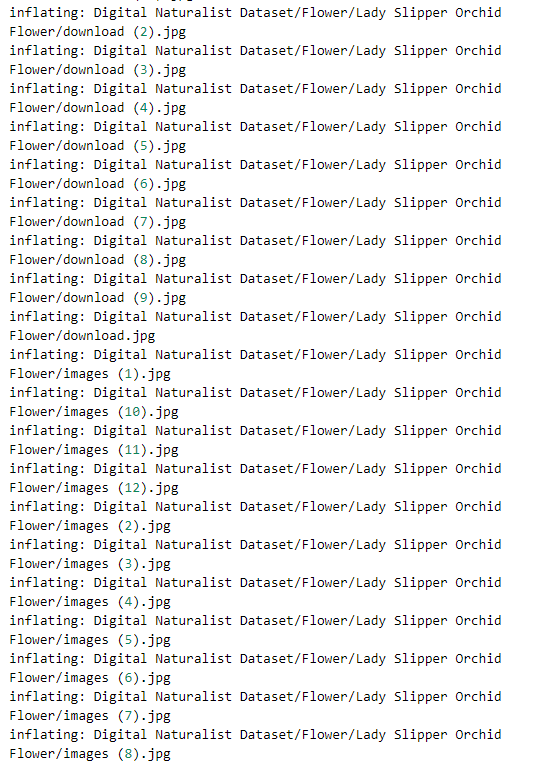 inflating: Digital Naturalist Dataset/Flower/Lady Slipper Orchid
Flower/download (2).jpg
inflating: Digital Naturalist Dataset/Flower/Lady Slipper Orchid
Flower/download (3).jpg
inflating: Digital Naturalist Dataset/Flower/Lady Slipper Orchid
Flower/download (4).jpg
inflating: Digital Naturalist Dataset/Flower/Lady Slipper Orchid
Flower/download (5).jpg
inflating: Digital Naturalist Dataset/Flower/Lady Slipper Orchid
Flower/download (6).jpg
inflating: Digital Naturalist Dataset/Flower/Lady Slipper Orchid
Flower/download (7).jpg
inflating: Digital Naturalist Dataset/Flower/Lady Slipper Orchid
Flower/download (8).jpg
inflating: Digital Naturalist Dataset/Flower/Lady Slipper Orchid
Flower/download (9).jpg
inflating: Digital Naturalist Dataset/Flower/Lady Slipper Orchid
Flower/download.jpg
inflating: Digital Naturalist Dataset/Flower/Lady Slipper Orchid
Flower/images (1).jpg
inflating: Digital Naturalist Dataset/Flower/Lady Slipper Orchid
Flower/images (10).jpg
inflating: Digital Naturalist Dataset/Flower/Lady Slipper Orchid
Flower/images (11).jpg
inflating: Digital Naturalist Dataset/Flower/Lady Slipper Orchid
Flower/images (12).jpg
inflating: Digital Naturalist Dataset/Flower/Lady Slipper Orchid
Flower/images (2).jpg
inflating: Digital Naturalist Dataset/Flower/Lady Slipper Orchid
Flower/images (3).jpg
inflating: Digital Naturalist Dataset/Flower/Lady Slipper Orchid
Flower/images (4).jpg
inflating: Digital Naturalist Dataset/Flower/Lady Slipper Orchid
Flower/images (5).jpg
inflating: Digital Naturalist Dataset/Flower/Lady Slipper Orchid
Flower/images (6).jpg
inflating: Digital Naturalist Dataset/Flower/Lady Slipper Orchid
Flower/images (7).jpg
inflating: Digital Naturalist Dataset/Flower/Lady Slipper Orchid
Flower/images (8).jpg